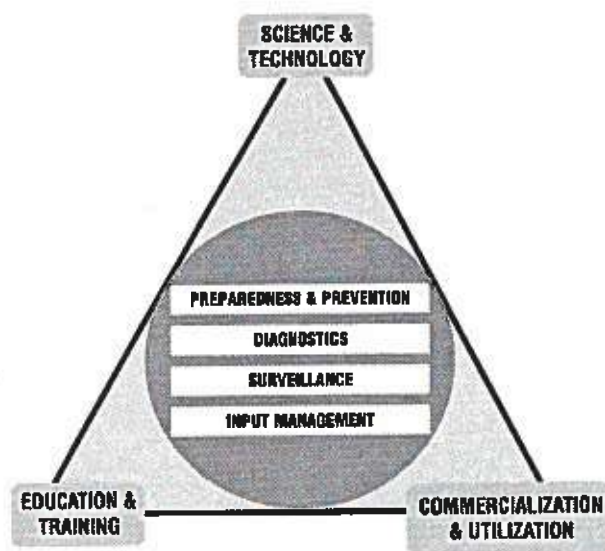 SCIENCE &
TECHNOLOGY
PREPAREDNESS & PREVENTION
DIAGNOSTICS
SURVEILLANCE
INPUT MANAGEMENT
EDUCATION &
TRAINING
COMMERCIALIZATION
& UTILIZATION